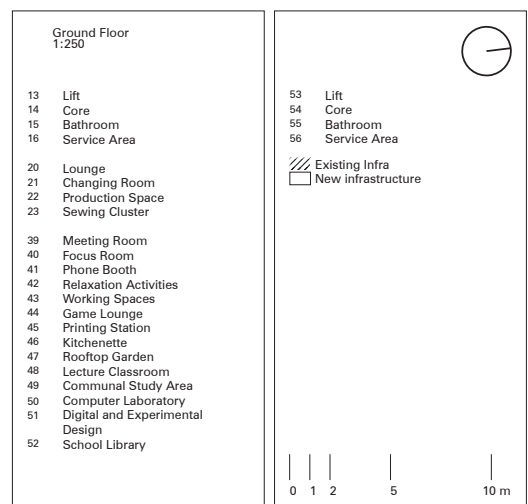 Ground Floor
1:250
13 Lift
14 Core
15 Bathroom
16 Service Area
20 Lounge
21 Changing Room
22 Production Space
23 Sewing Cluster
39 Meeting Room
40 Focus Room
41 Phone Booth
42 Relaxation Activities
43 Working Spaces
44 Game Lounge
45 Printing Station
46 Kitchenette
47 Rooftop Garden
48 Lecture Classroom
49 Communal Study Area
50 Computer Laboratory
51 Digital and Experimental
Design
52 School Library
53 Lift
54 Core
55 Bathroom
56 Service Area
Existing Infra
New infrastructure
0 1 2 5 10 m